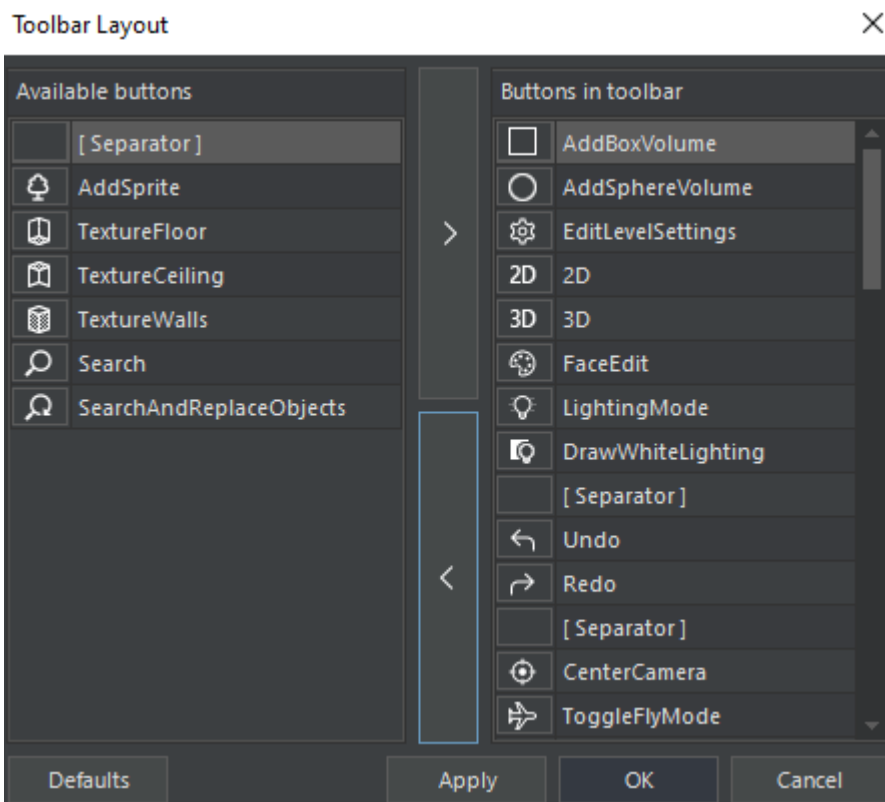 Toolbar Layout
Available buttons
[ Separator ]
AddSprite
TextureFloor
TextureCeiling
TextureWalls
Search
SearchAndReplaceObjects
>
<
Buttons in toolbar
AddBoxVolume
AddSphereVolume
EditLevelSettings
2D 2D
3D 3D
FaceEdit
LightingMode
DrawWhiteLighting
[ Separator ]
Undo
Redo
[ Separator ]
CenterCamera
ToggleFlyMode
Defaults
Apply
OK
Cancel